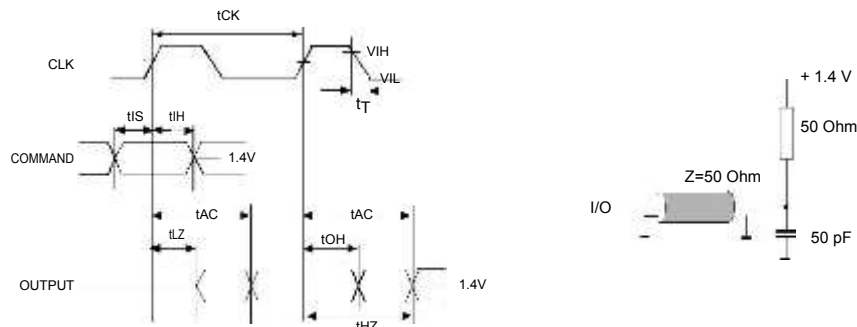 tCK
CLK
VIH
VIL
tT
tIS
tIH
COMMAND
1.4V
tAC
tAC
tLZ
tOH
OUTPUT
1.4V
tHZ
+ 1.4 V
50 Ohm
Z=50 Ohm
I/O
50 pF